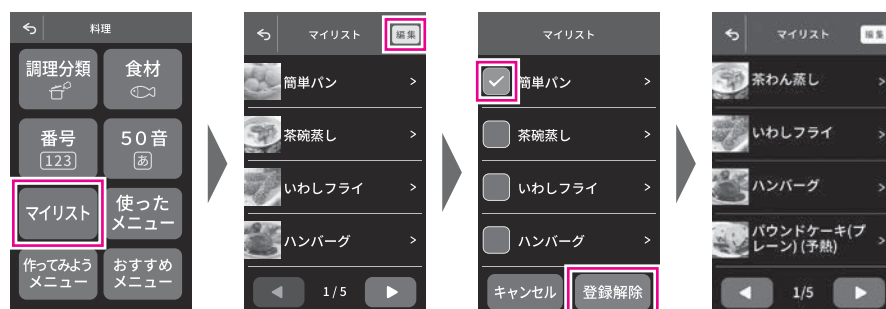 料理
調理分類
食材
番号
123
50音
あ
マイリスト
使った
メニュー
作ってみよう
メニュー
おすすめ
メニュー
マイリスト
編集
簡単パン
茶碗蒸し
いわしフライ
ハンバーグ
1/5
マイリスト
簡単パン
茶碗蒸し
いわしフライ
ハンバーグ
キャンセル
登録解除
マイリスト
編集
茶わん蒸し
いわしフライ
ハンバーグ
パウンドケーキ(プ
レーン)(予熱)
1/5